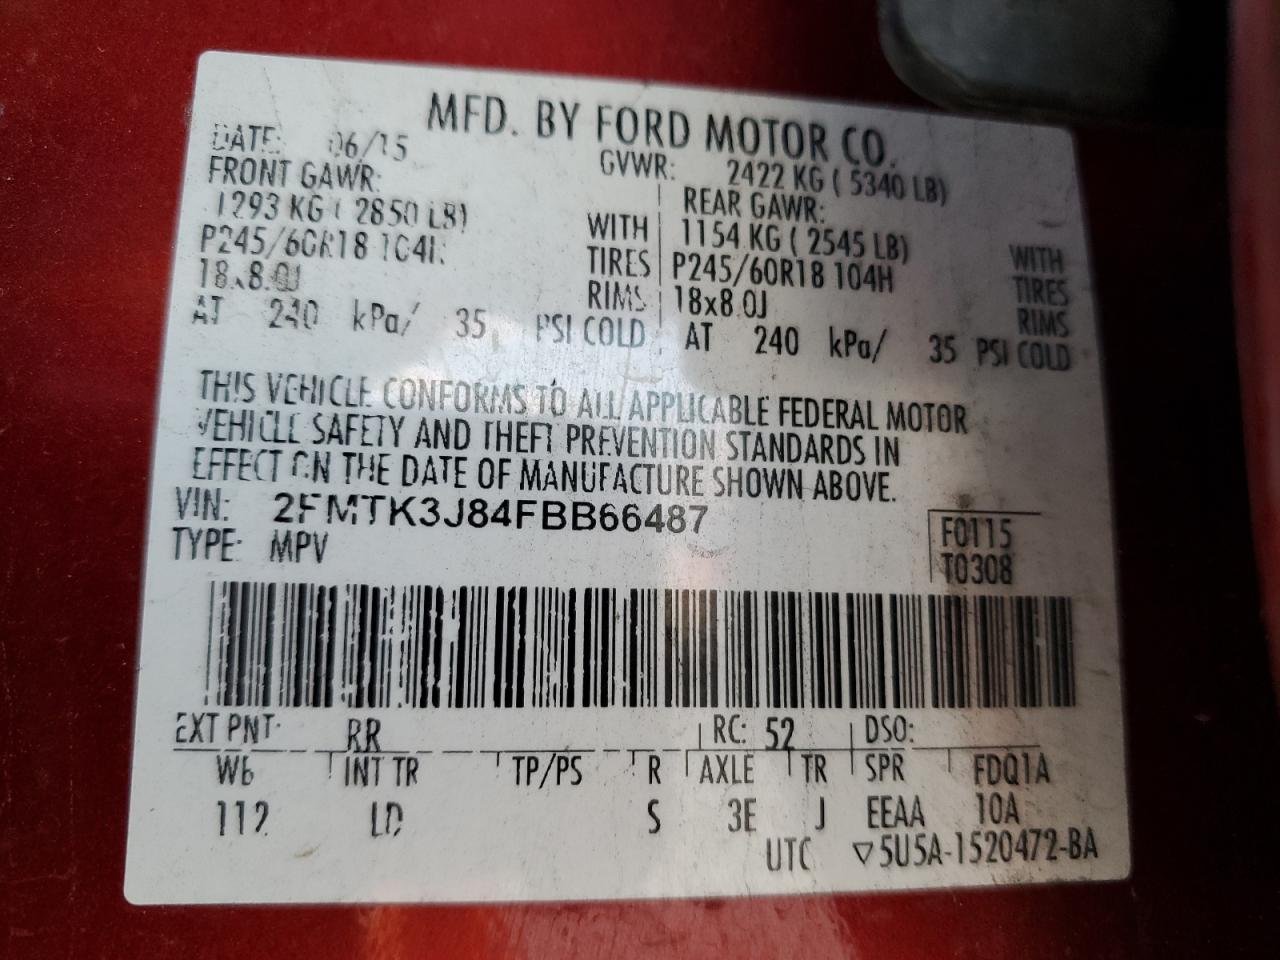 MFD. BY FORD MOTOR CO.
DATE: 06/15 GVWR: 2422 KG ( 5340 LB)
FRONT GAWR: REAR GAWR:
1293 KG ( 2850 LB) WITH 1154 KG ( 2545 LB) WITH
P245/60R18 104H TIRES P245/60R18 104H TIRES
18x8.0J RIMS 18x8.0J RIMS
AT 240 kPa/ 35 PSI COLD AT 240 kPa/ 35 PSI COLD
THIS VEHICLE CONFORMS TO ALL APPLICABLE FEDERAL MOTOR
VEHICLE SAFETY AND THEFT PREVENTION STANDARDS IN
EFFECT ON THE DATE OF MANUFACTURE SHOWN ABOVE.
VIN: 2FMTK3J84FBB66487
TYPE: MPV
F0115
T0308
EXT PNT: RR RC: 52 DSO:
WB INT TR TP/PS R AXLE TR SPR FDQ1A
112 LD S 3E J EEAA 10A
UTC ▽5U5A-1520472-BA